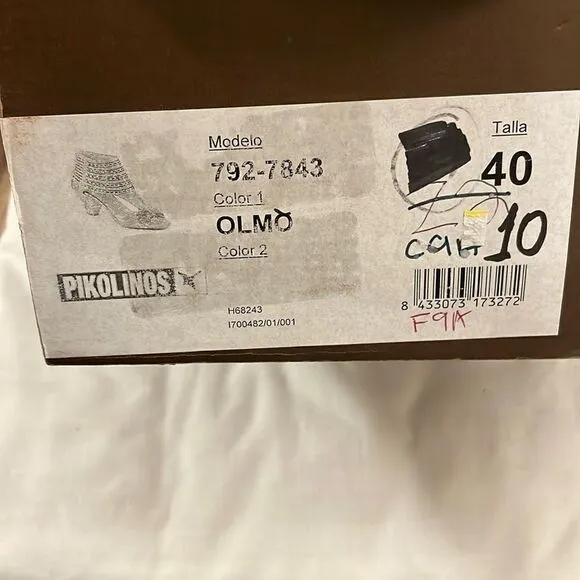 Modelo
792-7843
Color 1
OLMO
Color 2
PIKOLINOS
H68243
I700482/01/001
Talla
40
10
8 433073 173272
F9A